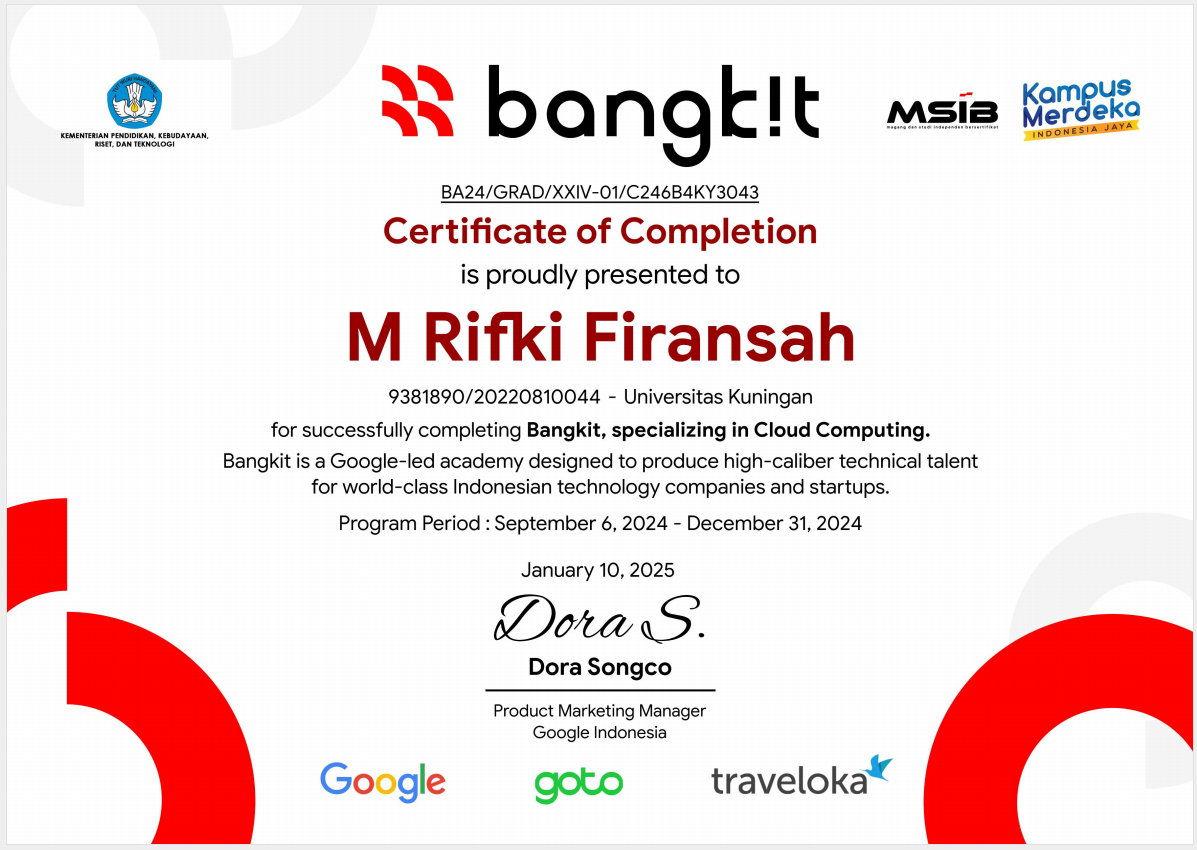 TUT WURI HANDAYANI
KEMENTERIAN PENDIDIKAN, KEBUDAYAAN,
RISET, DAN TEKNOLOGI
bangk!t
MSIB
magang dan studi independen bersertifikat
Kampus
Merdeka
INDONESIA JAYA
BA24/GRAD/XXIV-01/C246B4KY3043
Certificate of Completion
is proudly presented to
M Rifki Firansah
9381890/20220810044 - Universitas Kuningan
for successfully completing Bangkit, specializing in Cloud Computing.
Bangkit is a Google-led academy designed to produce high-caliber technical talent
for world-class Indonesian technology companies and startups.
Program Period : September 6, 2024 - December 31, 2024
January 10, 2025
Dora S.
Dora Songco
Product Marketing Manager
Google Indonesia
Google
goto
traveloka